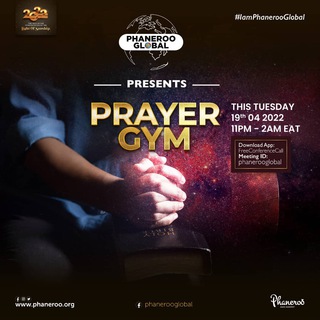 2022
#IamPhanerooGlobal
PHANEROO
GLOBAL
PRESENTS
PRAYER
GYM
THIS TUESDAY
19th 04 2022
11PM - 2AM EAT
Download App:
FreeConferenceCall
Meeting ID:
phanerooglobal
www.phaneroo.org
phanerooglobal
Phaneroo